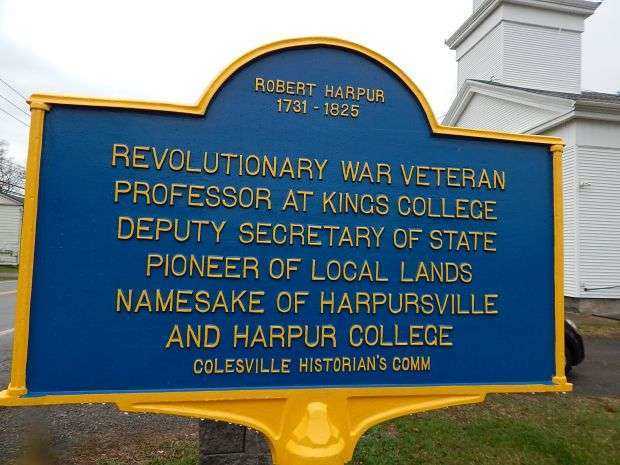 ROBERT HARPUR
1731 - 1825
REVOLUTIONARY WAR VETERAN
PROFESSOR AT KINGS COLLEGE
DEPUTY SECRETARY OF STATE
PIONEER OF LOCAL LANDS
NAMESAKE OF HARPURSVILLE
AND HARPUR COLLEGE
COLESVILLE HISTORIAN'S COMM